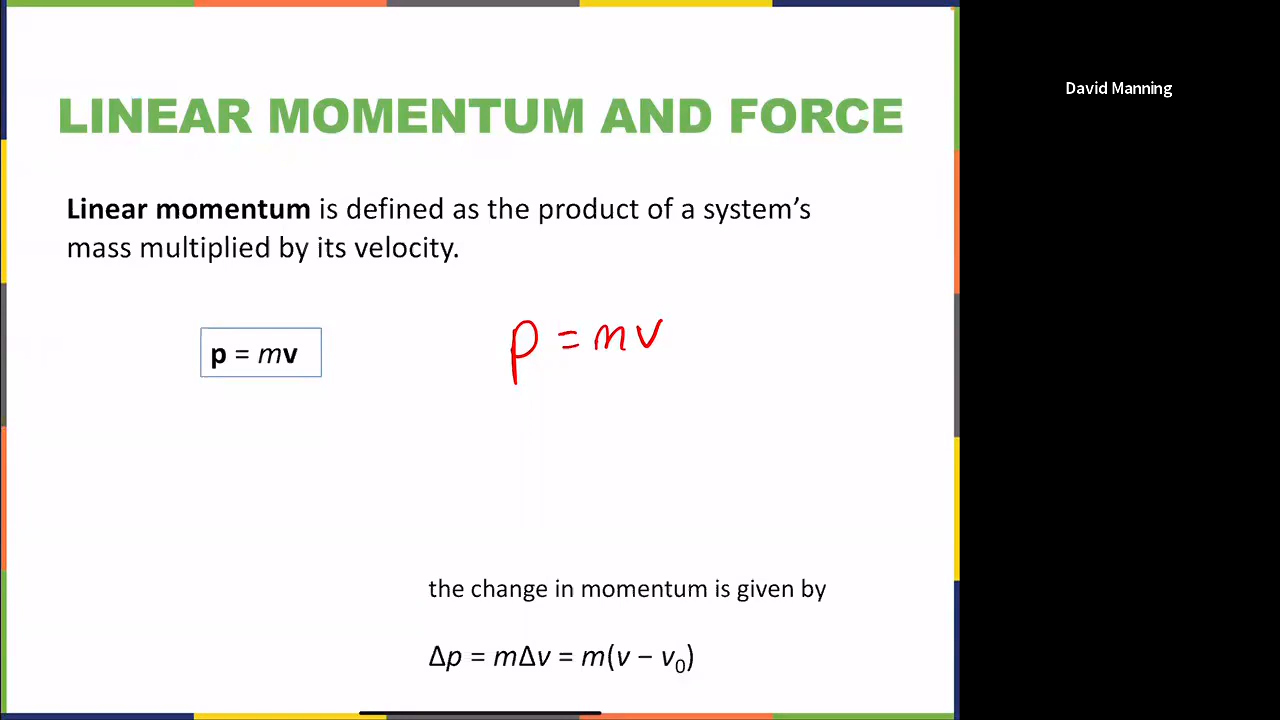 LINEAR MOMENTUM AND FORCE
Linear momentum is defined as the product of a system’s
mass multiplied by its velocity.
p = mv
p = mv
the change in momentum is given by
Δp = mΔv = m(v − v₀)
David Manning